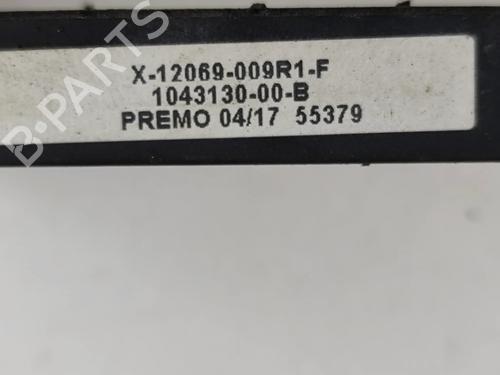 X-12069-009R1-F
1043130-00-B
PREMO 04/17 55379
B-PARTS